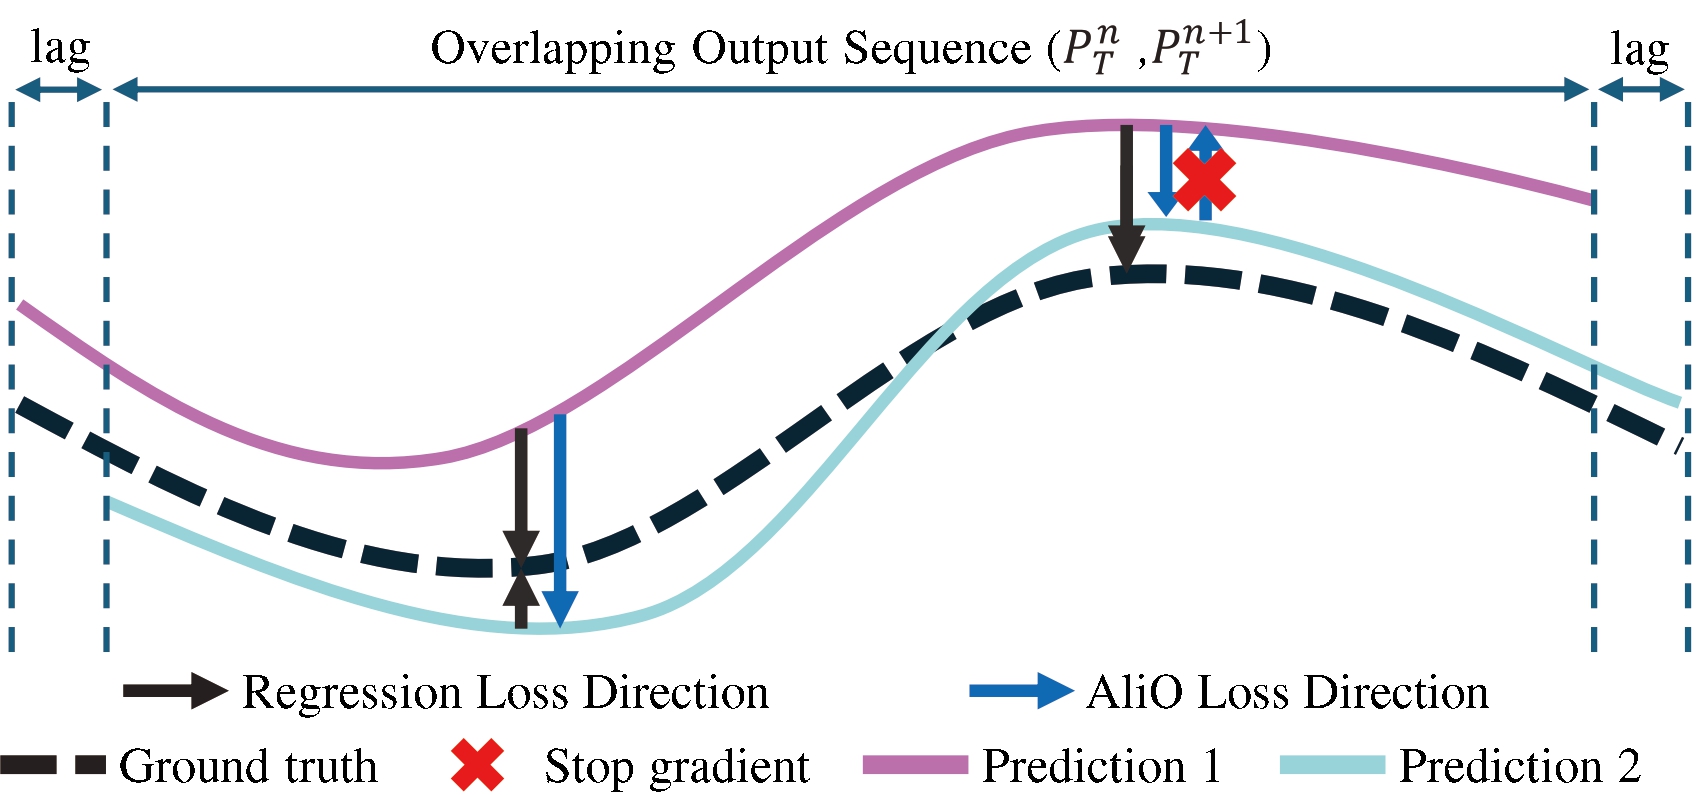 lag
Overlapping Output Sequence ($P_T^n$ ,$P_T^{n+1}$)
lag
Regression Loss Direction
AliO Loss Direction
Ground truth
Stop gradient
Prediction 1
Prediction 2